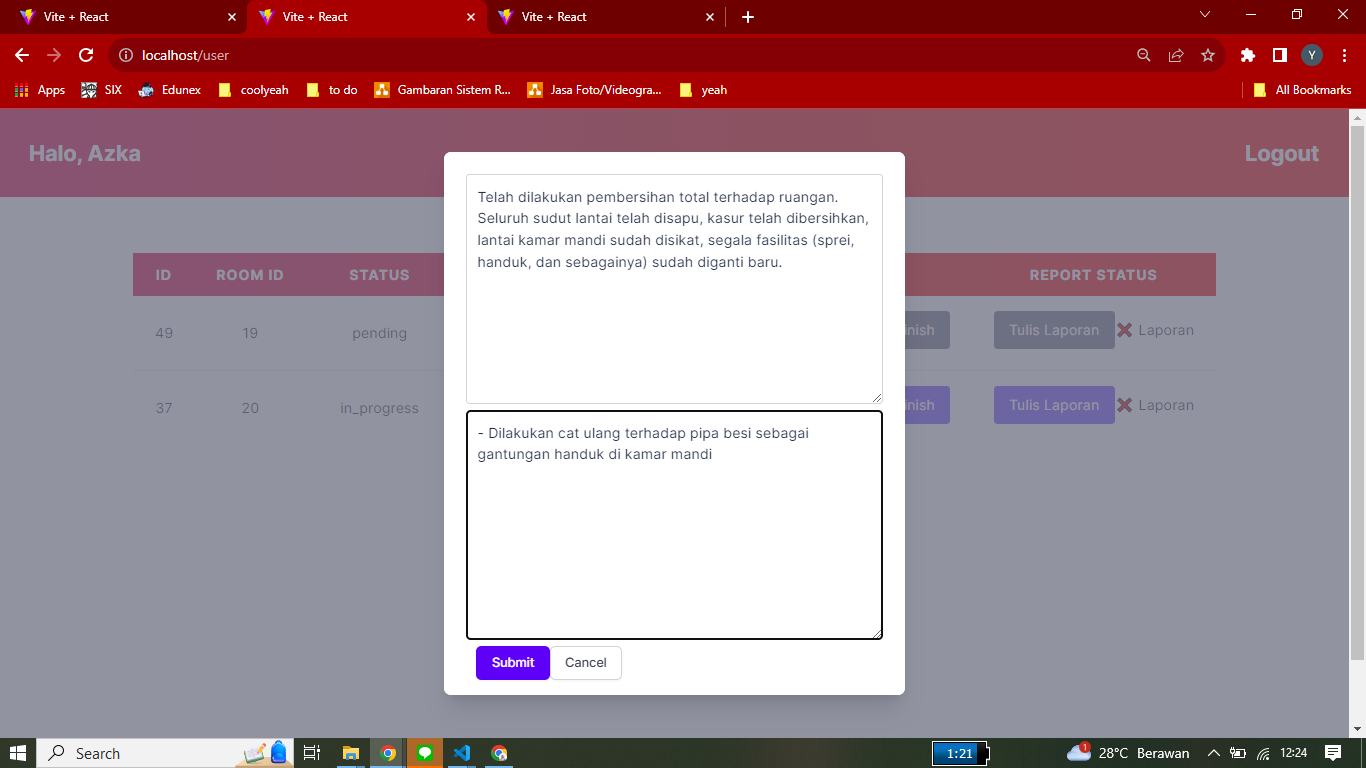 Vite + React
Vite + React
Vite + React
localhost/user
Y
Apps
SIX
Edunex
coolyeah
to do
Gambaran Sistem R...
Jasa Foto/Videogra...
yeah
All Bookmarks
Halo, Azka
Logout
Telah dilakukan pembersihan total terhadap ruangan.
Seluruh sudut lantai telah disapu, kasur telah dibersihkan,
lantai kamar mandi sudah disikat, segala fasilitas (sprei,
handuk, dan sebagainya) sudah diganti baru.
ID ROOM ID STATUS REPORT STATUS
49 19 pending inish Tulis Laporan Laporan
37 20 in_progress inish Tulis Laporan Laporan
- Dilakukan cat ulang terhadap pipa besi sebagai
gantungan handuk di kamar mandi
Submit Cancel
Search
1:21
1
28°C Berawan
12:24